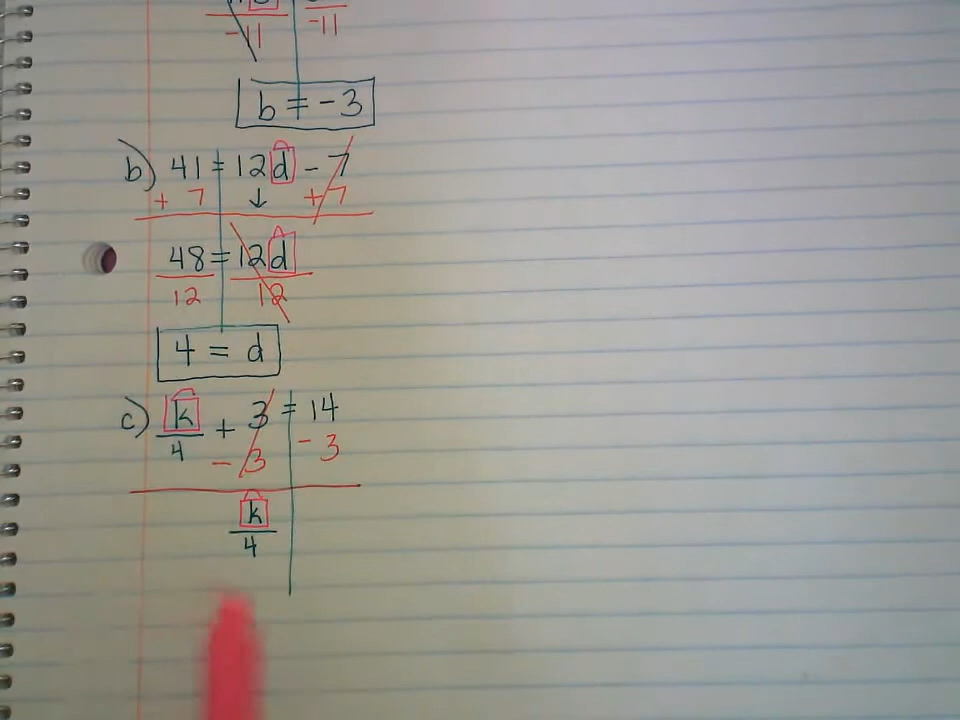 -11 -11
b = -3
b) 41 = 12d - 7
+ 7 ↓ + 7
48 = 12d
12 12
4 = d
c) k/4 + 3 = 14
- 3 - 3
k/4